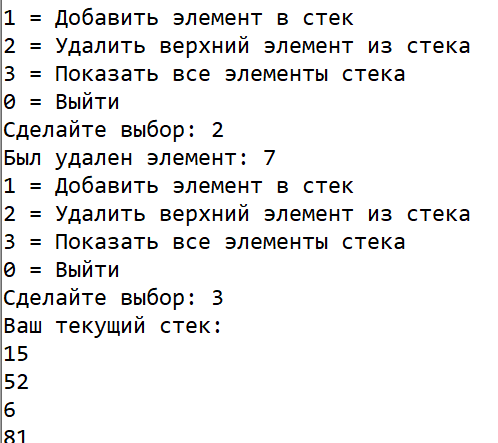 1 = Добавить элемент в стек
2 = Удалить верхний элемент из стека
3 = Показать все элементы стека
0 = Выйти
Сделайте выбор: 2
Был удален элемент: 7
1 = Добавить элемент в стек
2 = Удалить верхний элемент из стека
3 = Показать все элементы стека
0 = Выйти
Сделайте выбор: 3
Ваш текущий стек:
15
52
6
81